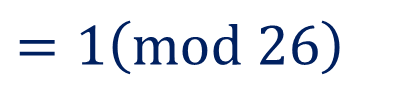 = 1(mod 26)